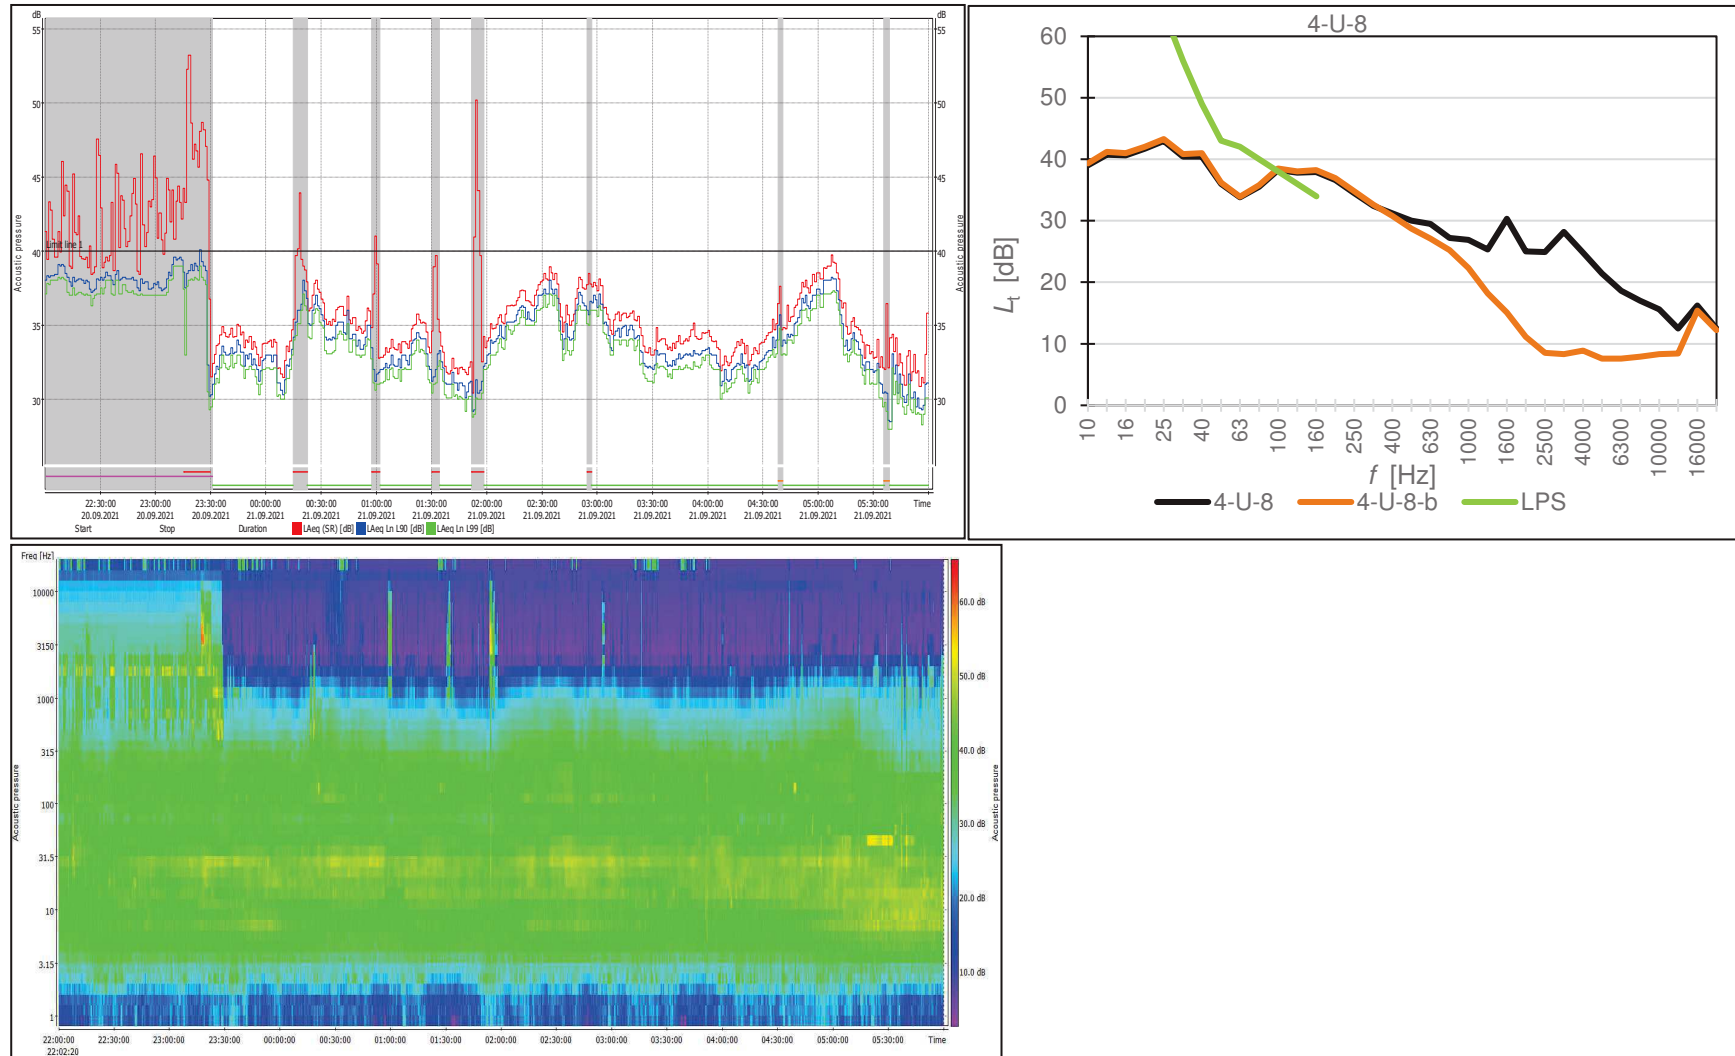 dB
dB
55
55
50
50
45
45
40
40
35
35
30
30
Limit line 1
Acoustic pressure
Acoustic pressure
22:30:00 23:00:00 23:30:00 00:00:00 00:30:00 01:00:00 01:30:00 02:00:00 02:30:00 03:00:00 03:30:00 04:00:00 04:30:00 05:00:00 05:30:00 Time
20.09.2021 20.09.2021 20.09.2021 21.09.2021 21.09.2021 21.09.2021 21.09.2021 21.09.2021 21.09.2021 21.09.2021 21.09.2021 21.09.2021 21.09.2021 21.09.2021 21.09.2021
Start Stop Duration LAeq (SR) [dB] LAeq Ln L90 [dB] LAeq Ln L99 [dB]
4-U-8
60
50
40
30
20
10
0
Lt [dB]
10 16 25 40 63 100 160 250 400 6630 1000 1600 2500 4000 6300 10000 16000
f [Hz]
4-U-8 4-U-8-b LPS
Freq [Hz]
10000
3150
1000
315
100
31.5
10
3.15
1
Acoustic pressure
60.0 dB
50.0 dB
40.0 dB
30.0 dB
20.0 dB
10.0 dB
Acoustic pressure
22:00:00 22:30:00 23:00:00 23:30:00 00:00:00 00:30:00 01:00:00 01:30:00 02:00:00 02:30:00 03:00:00 03:30:00 04:00:00 04:30:00 05:00:00 05:30:00 Time
22:02:20